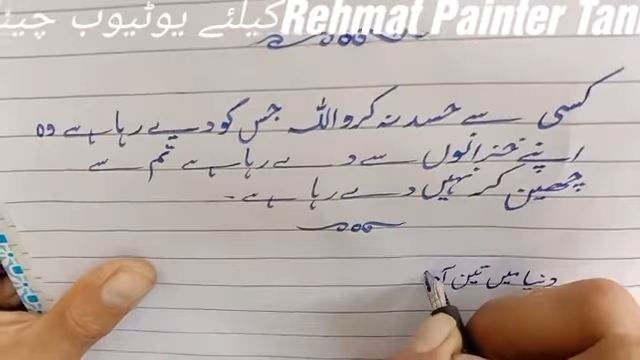 کیلئے یوٹیوب چین Rehmat Painter Tan
کسی سے حسد نہ کرو اللہ جس کو دے رہا ہے وہ
اپنے خزانوں سے دے رہا ہے تم سے
چھین کر نہیں دے رہا ہے۔
دنیا میں تین آ